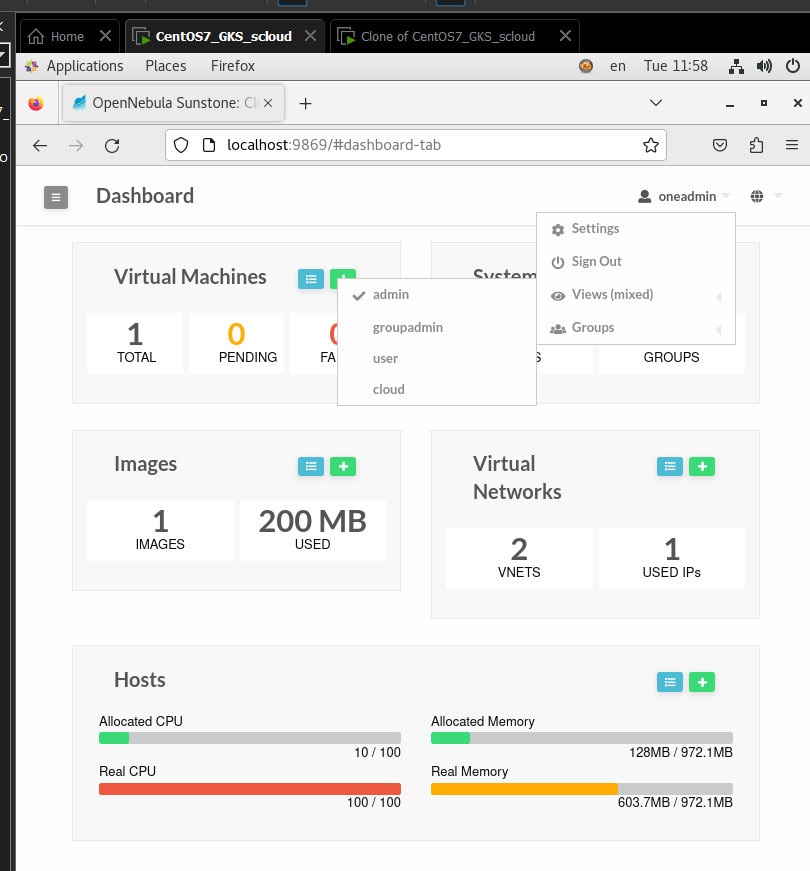 Home
CentOS7_GKS_scloud
Clone of CentOS7_GKS_scloud
Applications Places Firefox en Tue 11:58
OpenNebula Sunstone: Cl
localhost:9869/#dashboard-tab
Dashboard
oneadmin
Settings
Sign Out
Views (mixed)
Groups
admin
groupadmin
user
cloud
Virtual Machines
1
TOTAL
0
PENDING
FA
System
S
GROUPS
Images
1
IMAGES
200 MB
USED
Virtual
Networks
2
VNETS
1
USED IPs
Hosts
Allocated CPU
10 / 100
Real CPU
100 / 100
Allocated Memory
128MB / 972.1MB
Real Memory
603.7MB / 972.1MB